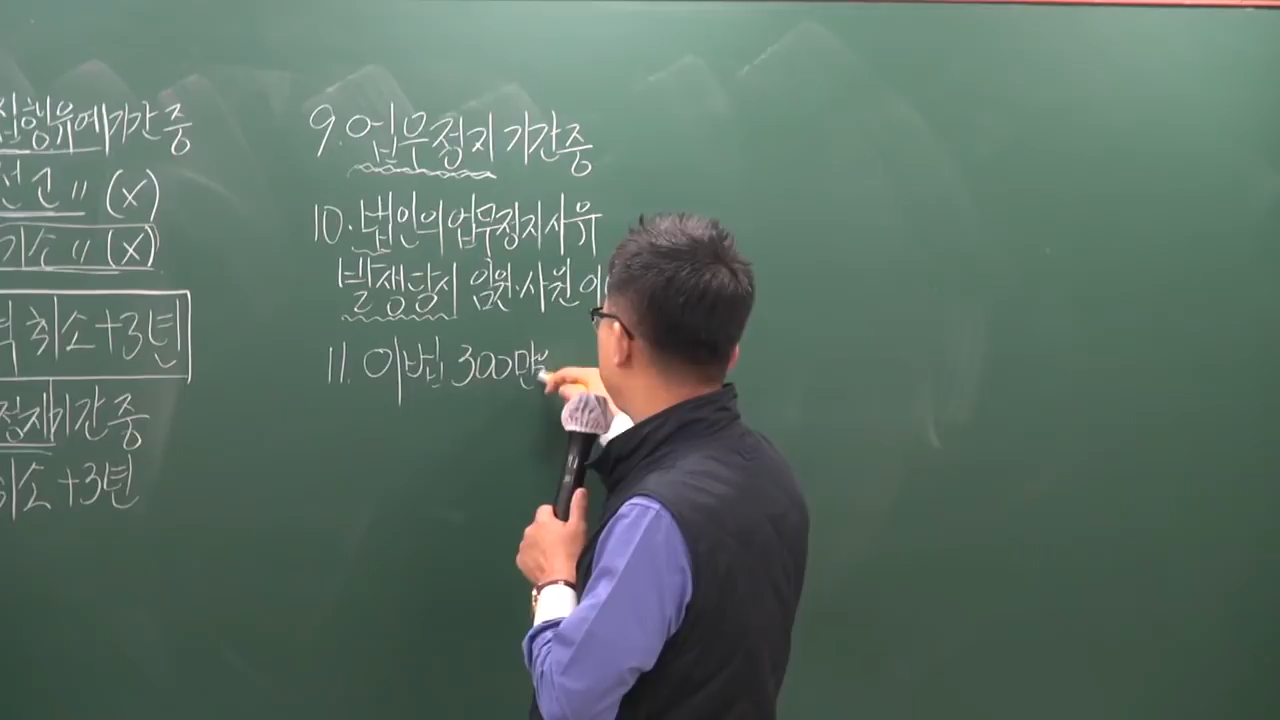 집행유예기간 중
선고 〃 (x)
기소 〃 (x)
취소+3년
정지기간 중
취소+3년
9. 업무정지 기간중
10. 법인의 업무정지사유
발생당시 임원·사원 이
11. 이법 300만